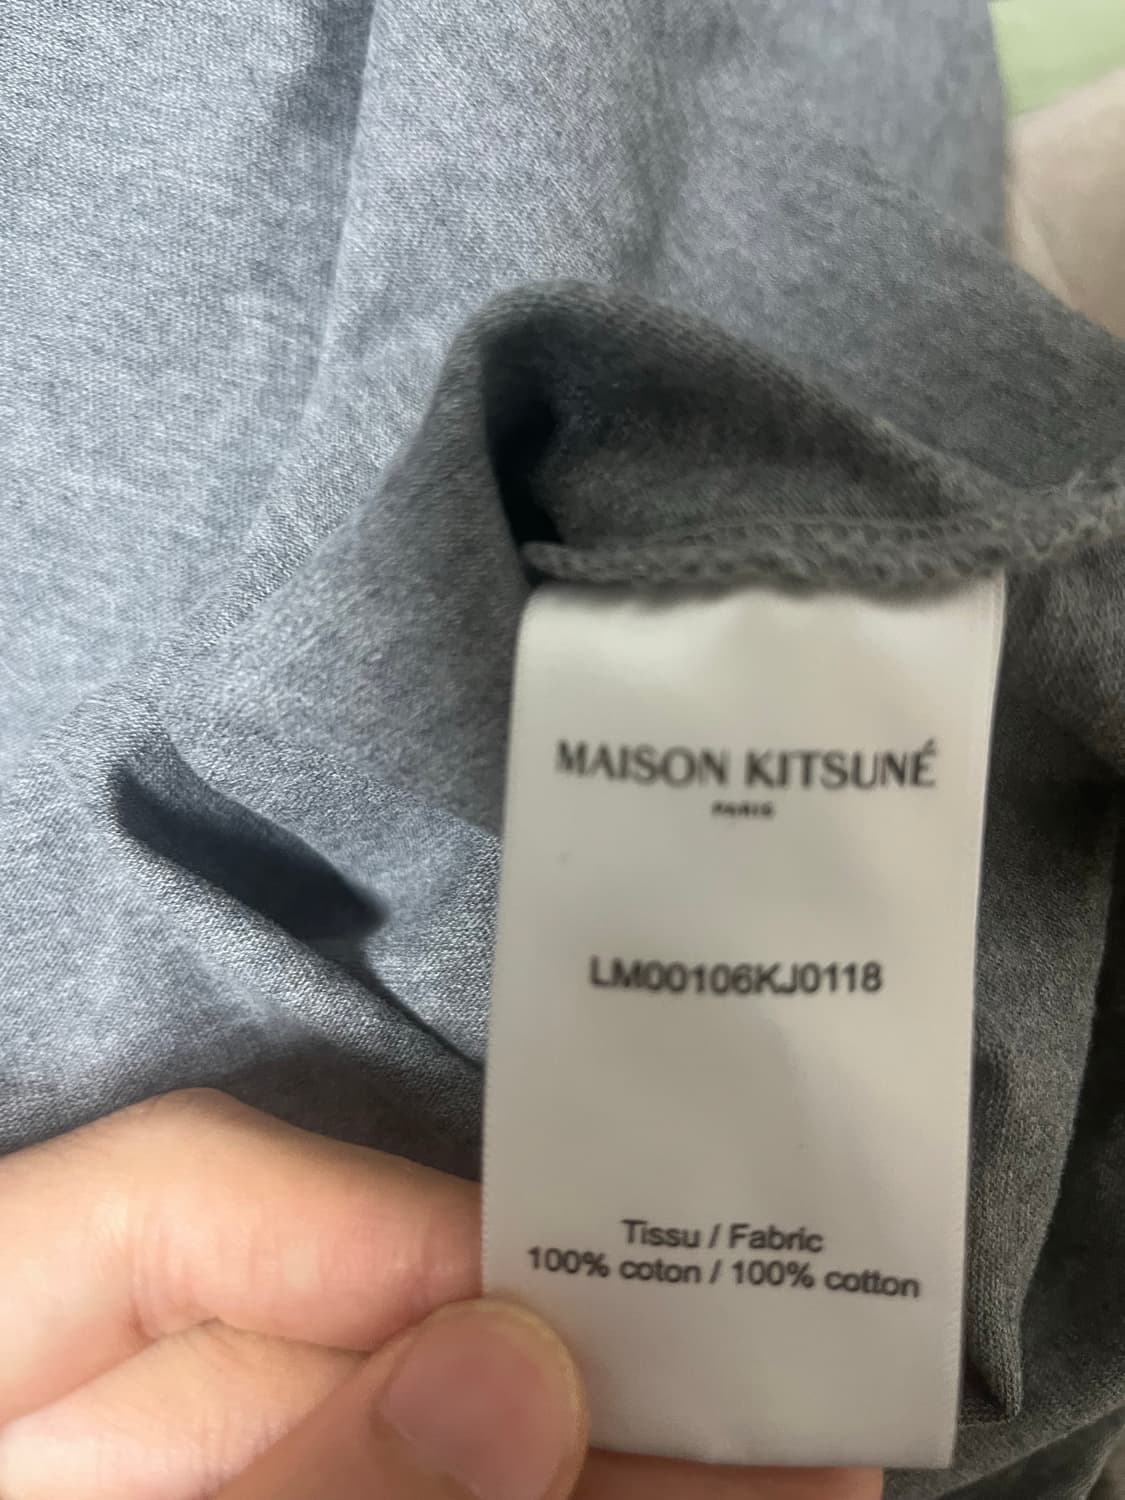 MAISON KITSUNÉ
PARIS
LM00106KJ0118
Tissu / Fabric
100% coton / 100% cotton